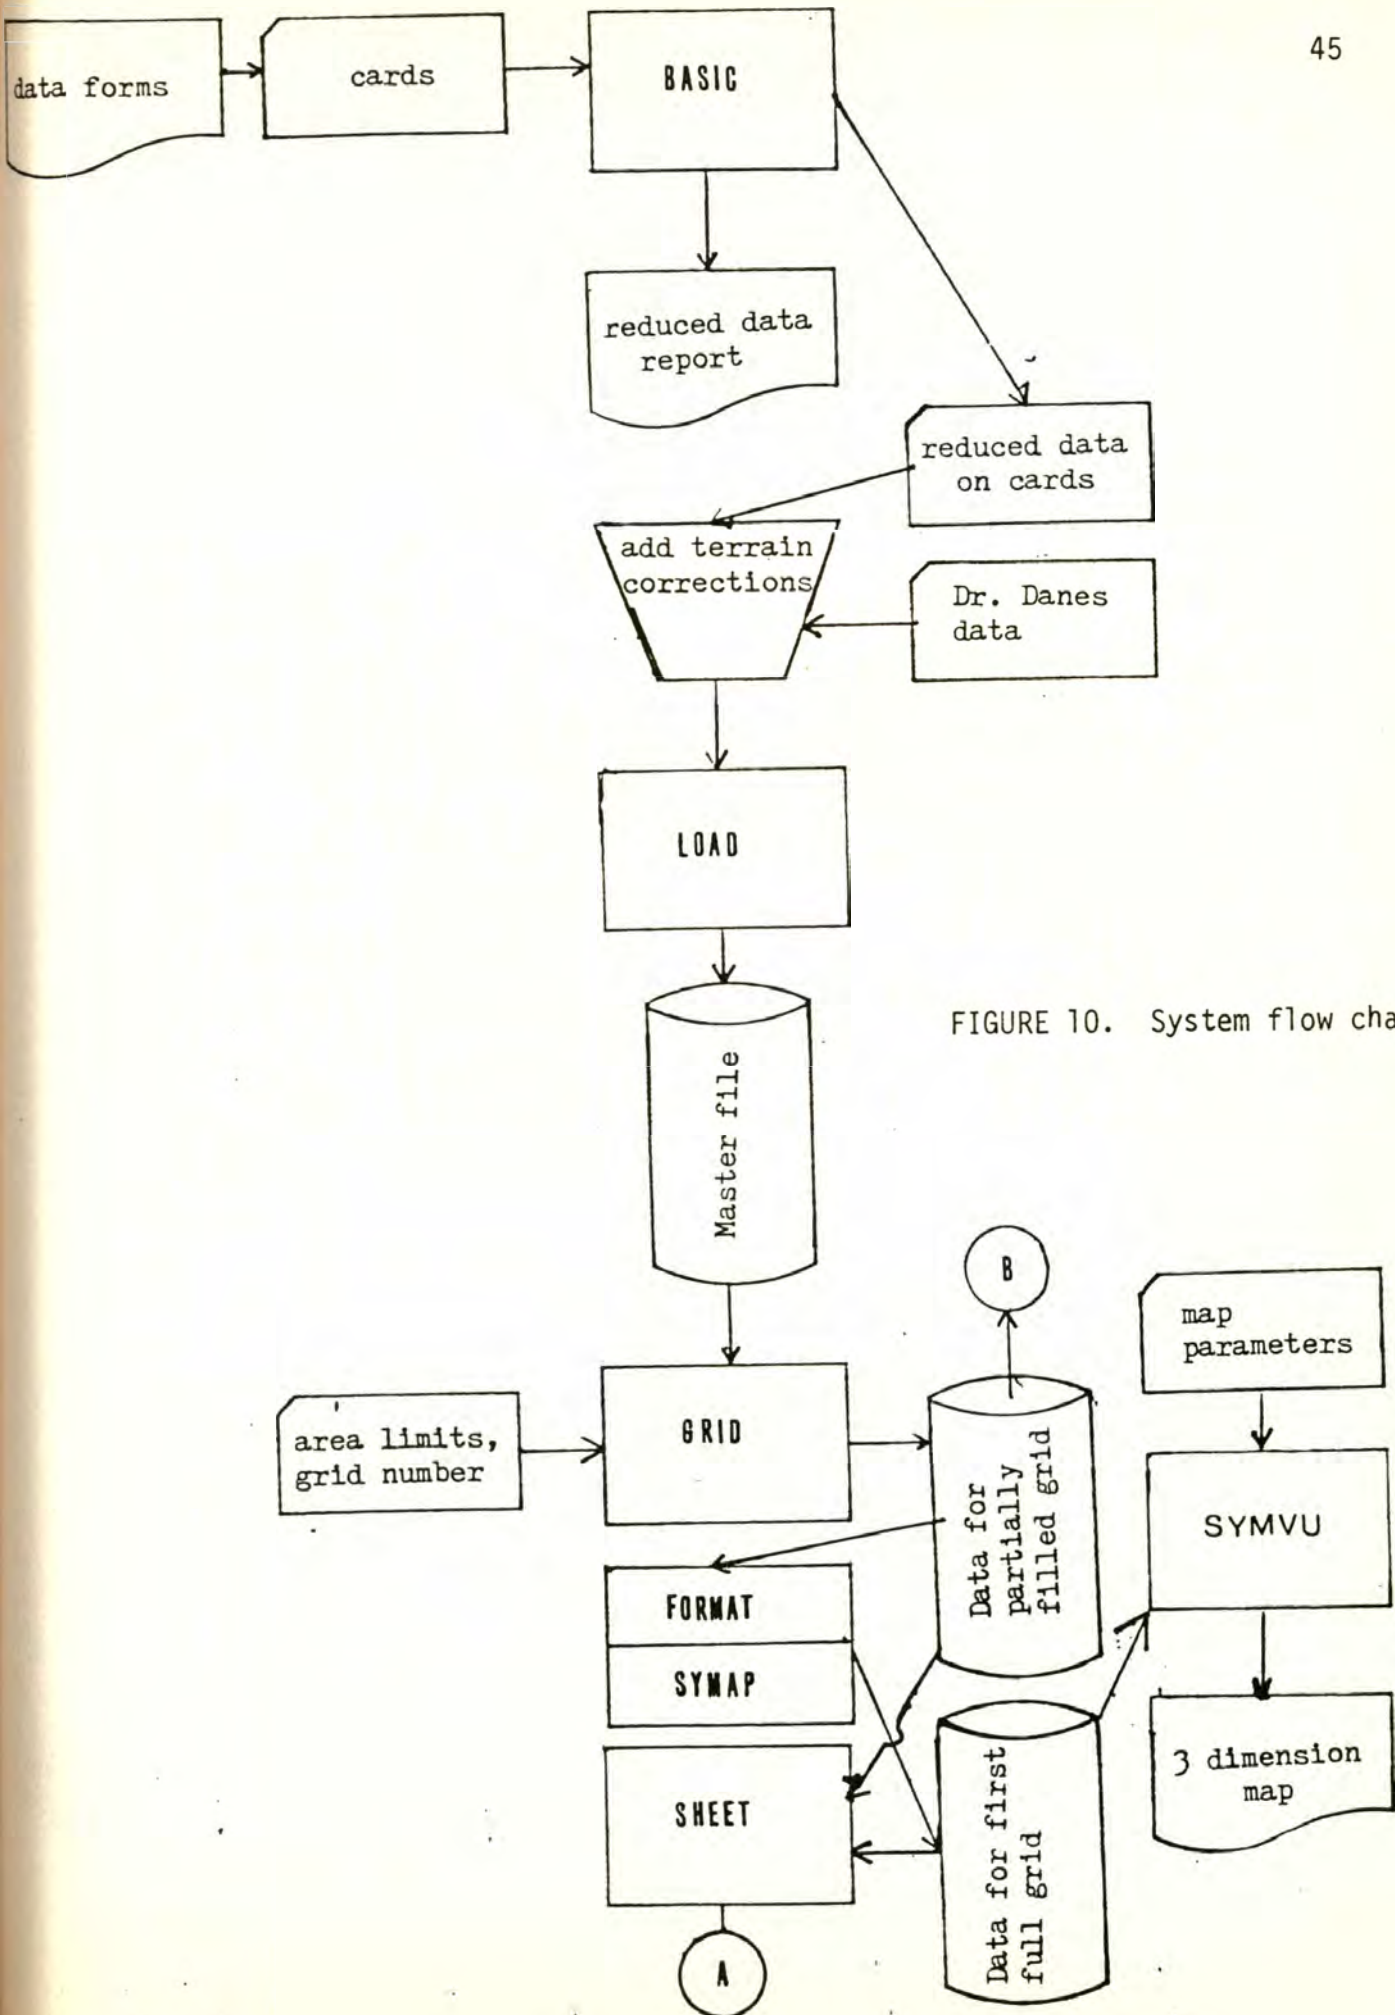 45
data forms
cards
BASIC
reduced data
report
reduced data
on cards
add terrain
corrections
Dr. Danes
data
LOAD
Master file
FIGURE 10. System flow
B
map
parameters
area limits,
grid number
GRID
Data for
partially
filled grid
SYMVU
FORMAT
SYMAP
SHEET
Data for first
full grid
3 dimension
map
A